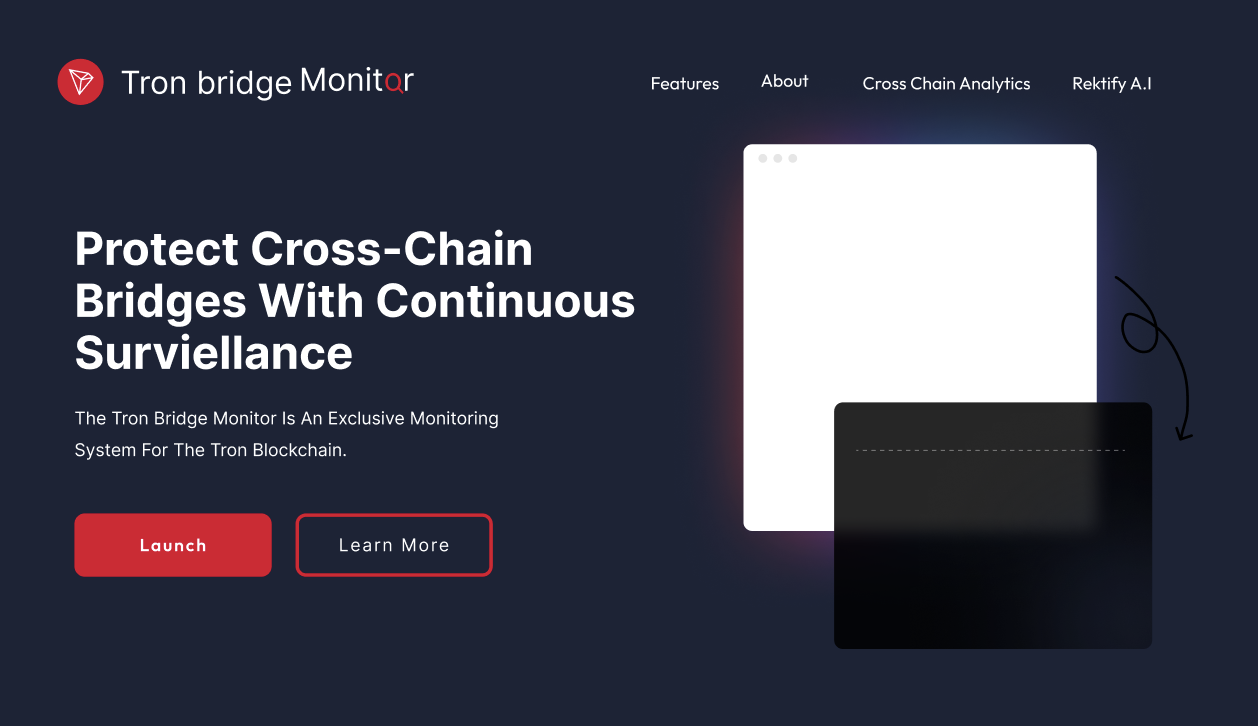 Tron bridge Monitor
Features
About
Cross Chain Analytics
Rektify A.I
Protect Cross-Chain
Bridges With Continuous
Surviellance
The Tron Bridge Monitor Is An Exclusive Monitoring
System For The Tron Blockchain.
Launch
Learn More